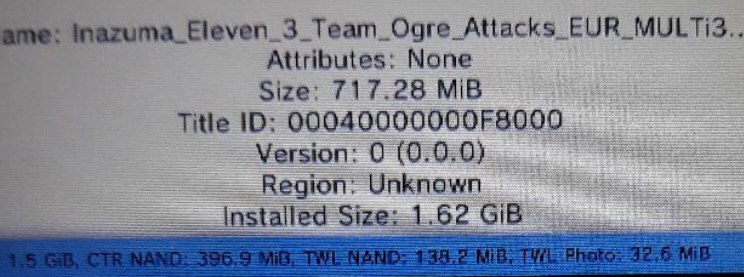 ame: Inazuma_Eleven_3_Team_Ogre_Attacks_EUR_MULTi3..
Attributes: None
Size: 717.28 MiB
Title ID: 00040000000F8000
Version: 0 (0.0.0)
Region: Unknown
Installed Size: 1.62 GiB
1.5 GiB, CTR NAND: 396.9 MiB, TWL NAND: 138.2 MiB, TWL Photo: 32.6 MiB